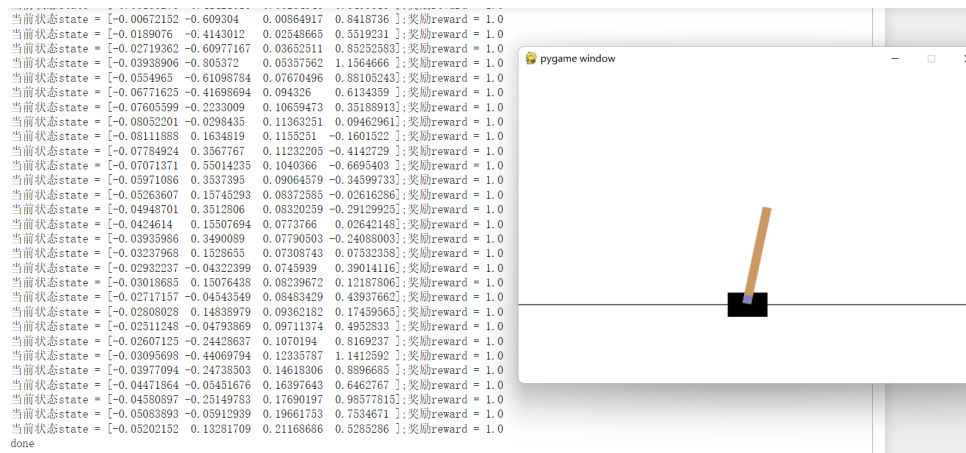 当前状态state = [-0.00672152 -0.609304    0.00864917  0.8418736 ];奖励reward = 1.0
当前状态state = [-0.0189076  -0.4143012   0.02548665  0.5519231 ];奖励reward = 1.0
当前状态state = [-0.02719362 -0.60977167  0.03652511  0.85252583];奖励reward = 1.0
当前状态state = [-0.03938906 -0.805372    0.05357562  1.1564666 ];奖励reward = 1.0
当前状态state = [-0.0554965  -0.61098784  0.07670496  0.88105243];奖励reward = 1.0
当前状态state = [-0.06771625 -0.41698694  0.094326    0.6134359 ];奖励reward = 1.0
当前状态state = [-0.07605599 -0.2233009   0.10659473  0.35188913];奖励reward = 1.0
当前状态state = [-0.08052201 -0.0298435   0.11363251  0.09462961];奖励reward = 1.0
当前状态state = [-0.08111888  0.1634819   0.1155251  -0.1601522 ];奖励reward = 1.0
当前状态state = [-0.07784924  0.3567767   0.11232205 -0.4142729 ];奖励reward = 1.0
当前状态state = [-0.07071371  0.55014235  0.1040366  -0.6695403 ];奖励reward = 1.0
当前状态state = [-0.05971086  0.3537395   0.09064579 -0.34599733];奖励reward = 1.0
当前状态state = [-0.05263607  0.15745293  0.08372585 -0.02616286];奖励reward = 1.0
当前状态state = [-0.04948701  0.3512806   0.08320259 -0.29129925];奖励reward = 1.0
当前状态state = [-0.0424614   0.15507694  0.0773766   0.02642148];奖励reward = 1.0
当前状态state = [-0.03935986  0.3490089   0.07790503 -0.24088003];奖励reward = 1.0
当前状态state = [-0.03237968  0.1528655   0.07308743  0.07532358];奖励reward = 1.0
当前状态state = [-0.02932237 -0.04322399  0.0745939   0.39014116];奖励reward = 1.0
当前状态state = [-0.03018685  0.15076438  0.08239672  0.12187806];奖励reward = 1.0
当前状态state = [-0.02717157 -0.04543549  0.08483429  0.43937662];奖励reward = 1.0
当前状态state = [-0.02808028  0.14838979  0.09362182  0.17459565];奖励reward = 1.0
当前状态state = [-0.02511248 -0.04793869  0.09711374  0.4952833 ];奖励reward = 1.0
当前状态state = [-0.02607125 -0.24428637  0.1070194   0.8169237 ];奖励reward = 1.0
当前状态state = [-0.03095698 -0.44069794  0.12335787  1.1412592 ];奖励reward = 1.0
当前状态state = [-0.03977094 -0.24738503  0.14618306  0.8896685 ];奖励reward = 1.0
当前状态state = [-0.04471864 -0.05451676  0.16397643  0.6462767 ];奖励reward = 1.0
当前状态state = [-0.04580897 -0.25149783  0.17690197  0.98577815];奖励reward = 1.0
当前状态state = [-0.05083893 -0.05912939  0.19661753  0.7534671 ];奖励reward = 1.0
当前状态state = [-0.05202152  0.13281709  0.21168686  0.5285286 ];奖励reward = 1.0
done
pygame window